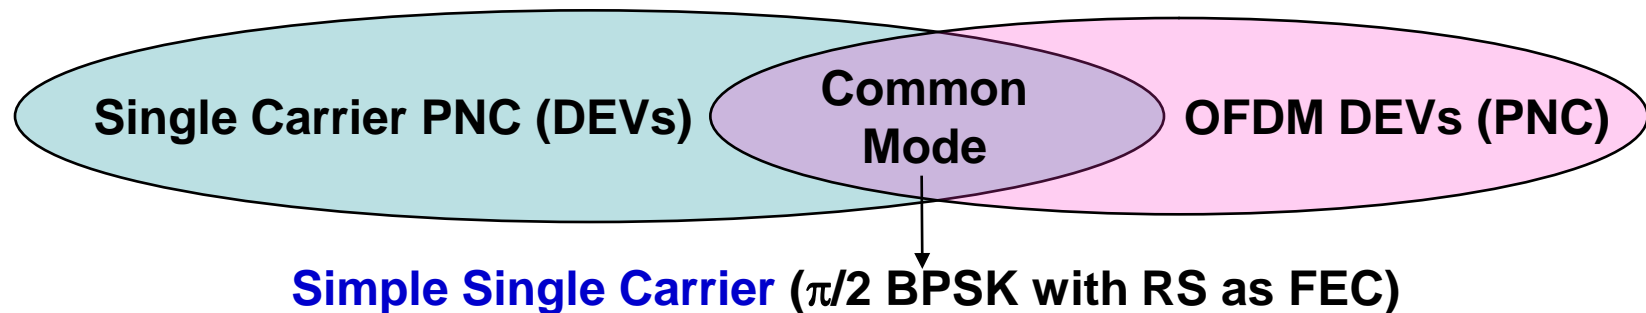 Single Carrier PNC (DEVs)
Common
Mode
OFDM DEVs (PNC)
Simple Single Carrier (π/2 BPSK with RS as FEC)